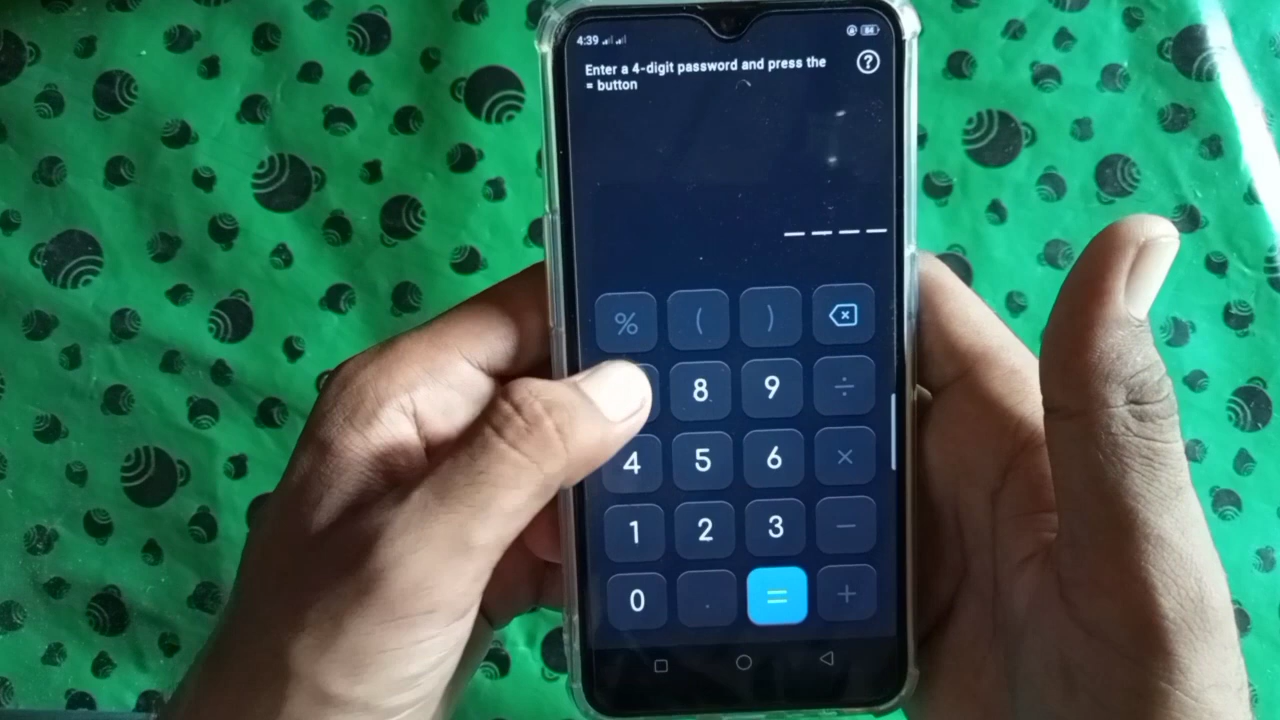 4:39
84
Enter a 4-digit password and press the
= button
?
% ( )
8 9 ÷
4 5 6 ×
1 2 3 −
0 . = +